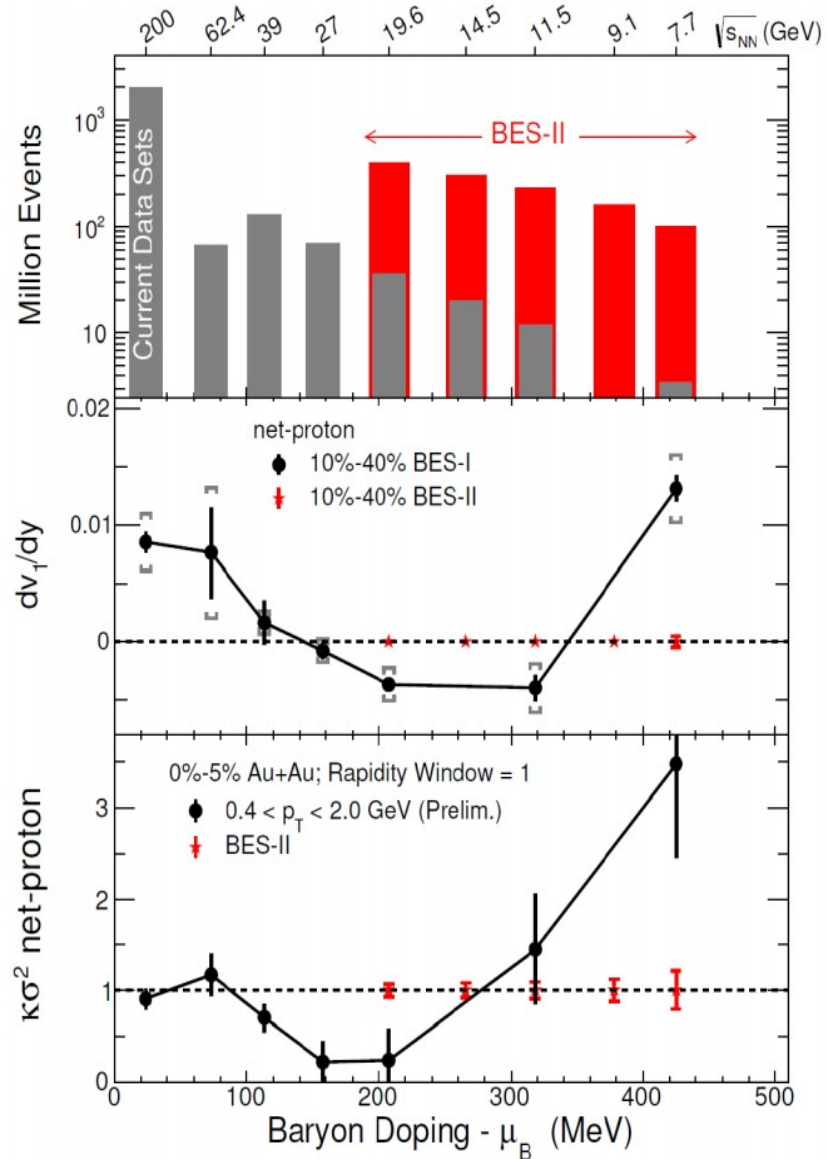 200 62.4 39 27 19.6 14.5 11.5 9.1 7.7 √s_NN (GeV)
Million Events
10³
10²
10
Current Data Sets
BES-II
dv₁/dy
0.02
0.01
0
net-proton
10%-40% BES-I
10%-40% BES-II
κσ² net-proton
3
2
1
0
0%-5% Au+Au; Rapidity Window = 1
0.4 < p_T < 2.0 GeV (Prelim.)
BES-II
0 100 200 300 400 500
Baryon Doping - μ_B (MeV)